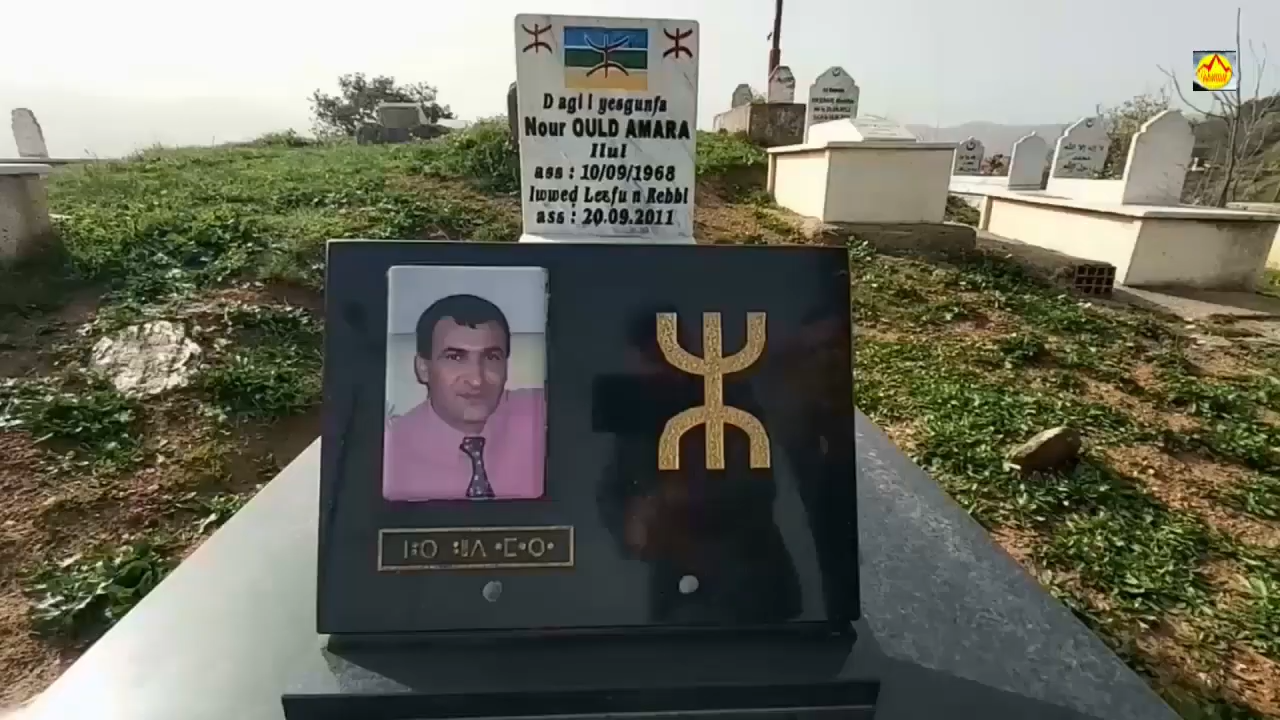 D agi I yesgunfa
Nour OULD AMARA
Ilul
ass : 10/09/1968
Iwweḍ Leɛfu n Rebbi
ass : 20.09.2011
ⵏⵓⵔ ⵓⵍⴷ ⴰⵎⴰⵔⴰ